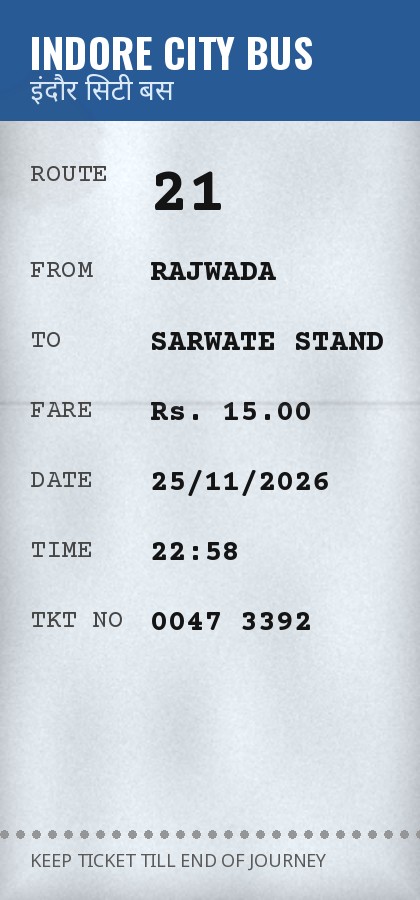 INDORE CITY BUS
इंदौर सिटी बस
ROUTE 21
FROM RAJWADA
TO SARWATE STAND
FARE Rs. 15.00
DATE 25/11/2026
TIME 22:58
TKT NO 0047 3392
KEEP TICKET TILL END OF JOURNEY